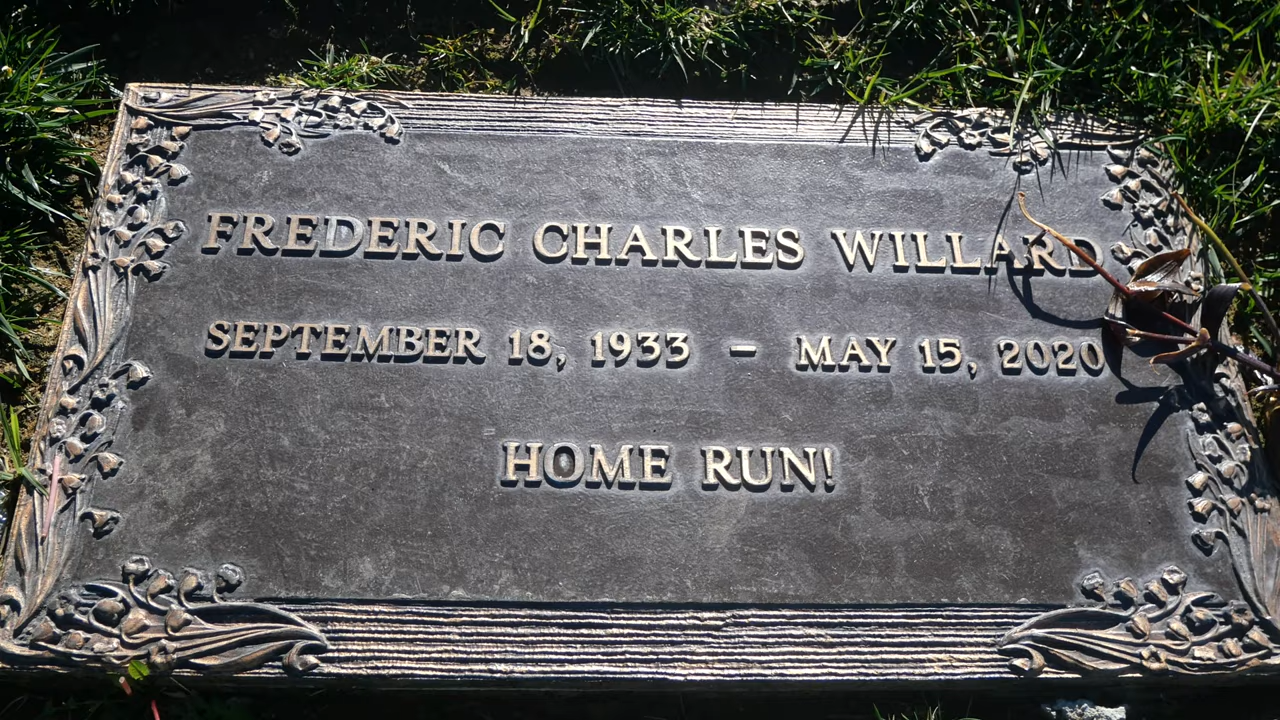 FREDERIC CHARLES WILLARD
SEPTEMBER 18, 1933 – MAY 15, 2020
HOME RUN!